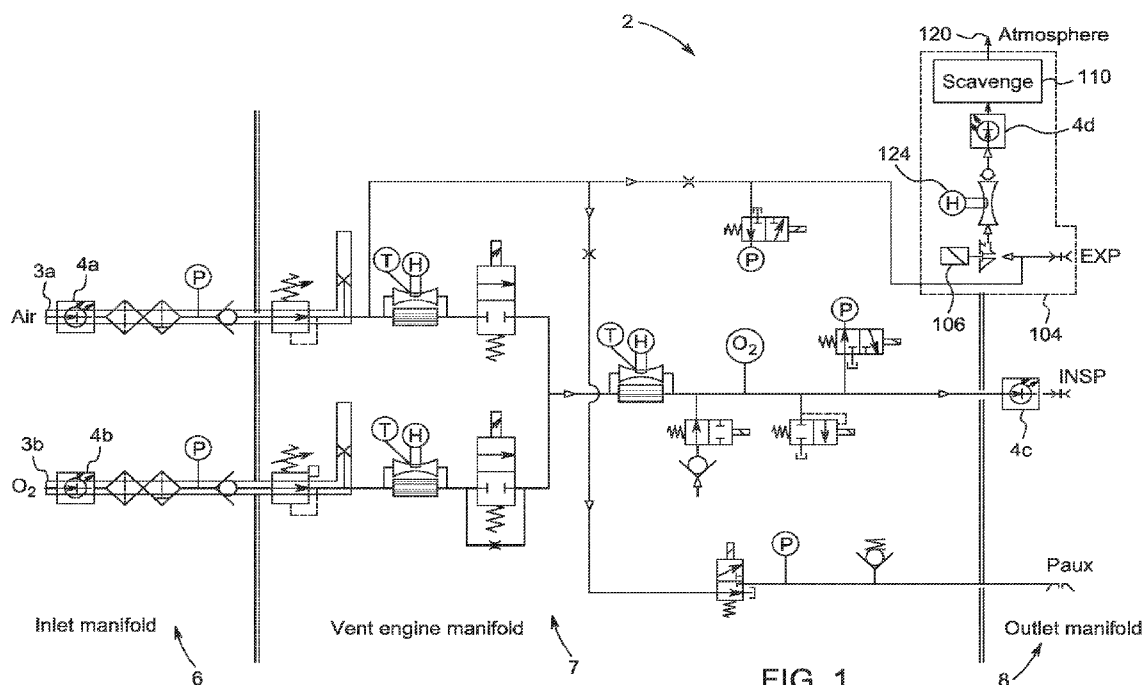 2
120
Atmosphere
Scavenge
110
4d
124
H
EXP
106
104
P
3a
4a
Air
P
T
H
P
T
H
O2
INSP
4c
3b
4b
O2
P
T
H
P
Paux
Inlet manifold
6
Vent engine manifold
7
Outlet manifold
8
FIG. 1